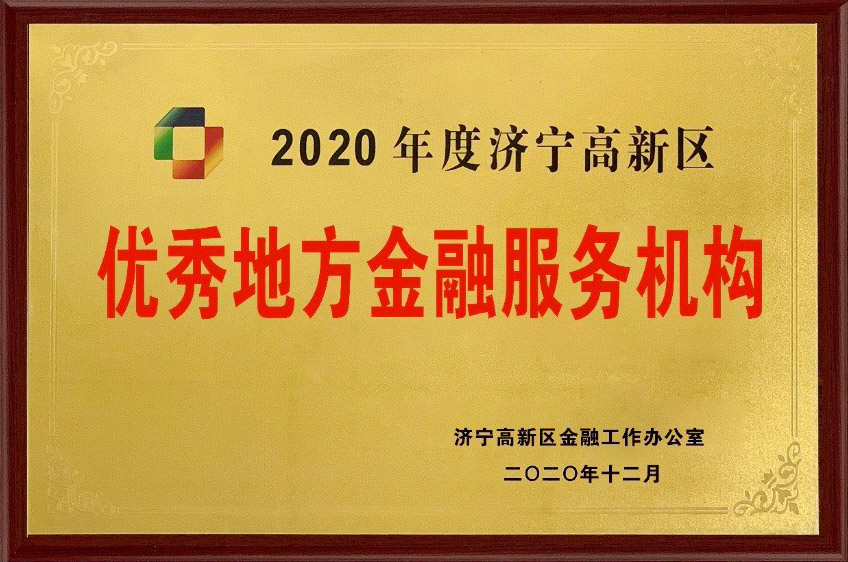 2020年度济宁高新区
优秀地方金融服务机构
济宁高新区金融工作办公室
二〇二〇年十二月